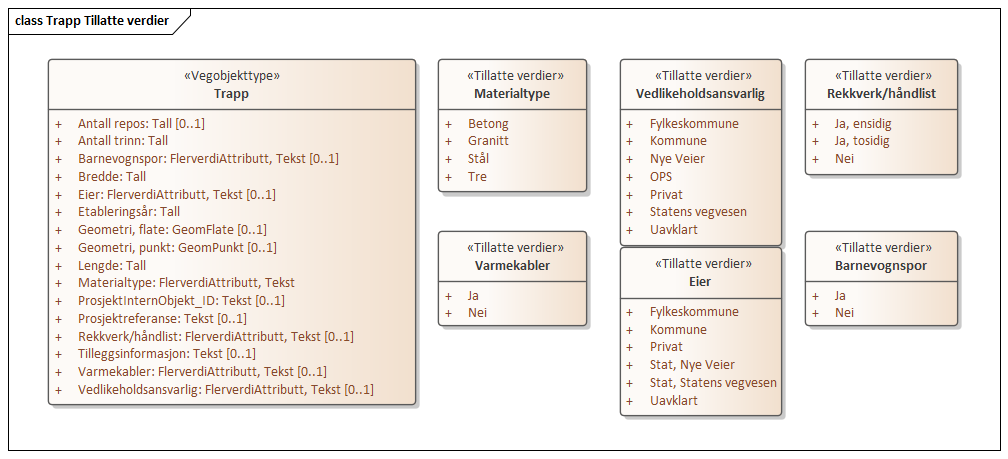 class Trapp Tillatte verdier
«Vegobjekttype»
Trapp
+ Antall repos: Tall [0..1]
+ Antall trinn: Tall
+ Barnevognspor: FlerverdiAttributt, Tekst [0..1]
+ Bredde: Tall
+ Eier: FlerverdiAttributt, Tekst [0..1]
+ Etableringsår: Tall
+ Geometri, flate: GeomFlate [0..1]
+ Geometri, punkt: GeomPunkt [0..1]
+ Lengde: Tall
+ Materialtype: FlerverdiAttributt, Tekst
+ ProsjektInternObjekt_ID: Tekst [0..1]
+ Prosjektreferanse: Tekst [0..1]
+ Rekkverk/håndlist: FlerverdiAttributt, Tekst [0..1]
+ Tilleggsinformasjon: Tekst [0..1]
+ Varmekabler: FlerverdiAttributt, Tekst [0..1]
+ Vedlikeholdsansvarlig: FlerverdiAttributt, Tekst [0..1]
«Tillatte verdier»
Materialtype
+ Betong
+ Granitt
+ Stål
+ Tre
«Tillatte verdier»
Varmekabler
+ Ja
+ Nei
«Tillatte verdier»
Vedlikeholdsansvarlig
+ Fylkeskommune
+ Kommune
+ Nye Veier
+ OPS
+ Privat
+ Statens vegvesen
+ Uavklart
«Tillatte verdier»
Eier
+ Fylkeskommune
+ Kommune
+ Privat
+ Stat, Nye Veier
+ Stat, Statens vegvesen
+ Uavklart
«Tillatte verdier»
Rekkverk/håndlist
+ Ja, ensidig
+ Ja, tosidig
+ Nei
«Tillatte verdier»
Barnevognspor
+ Ja
+ Nei